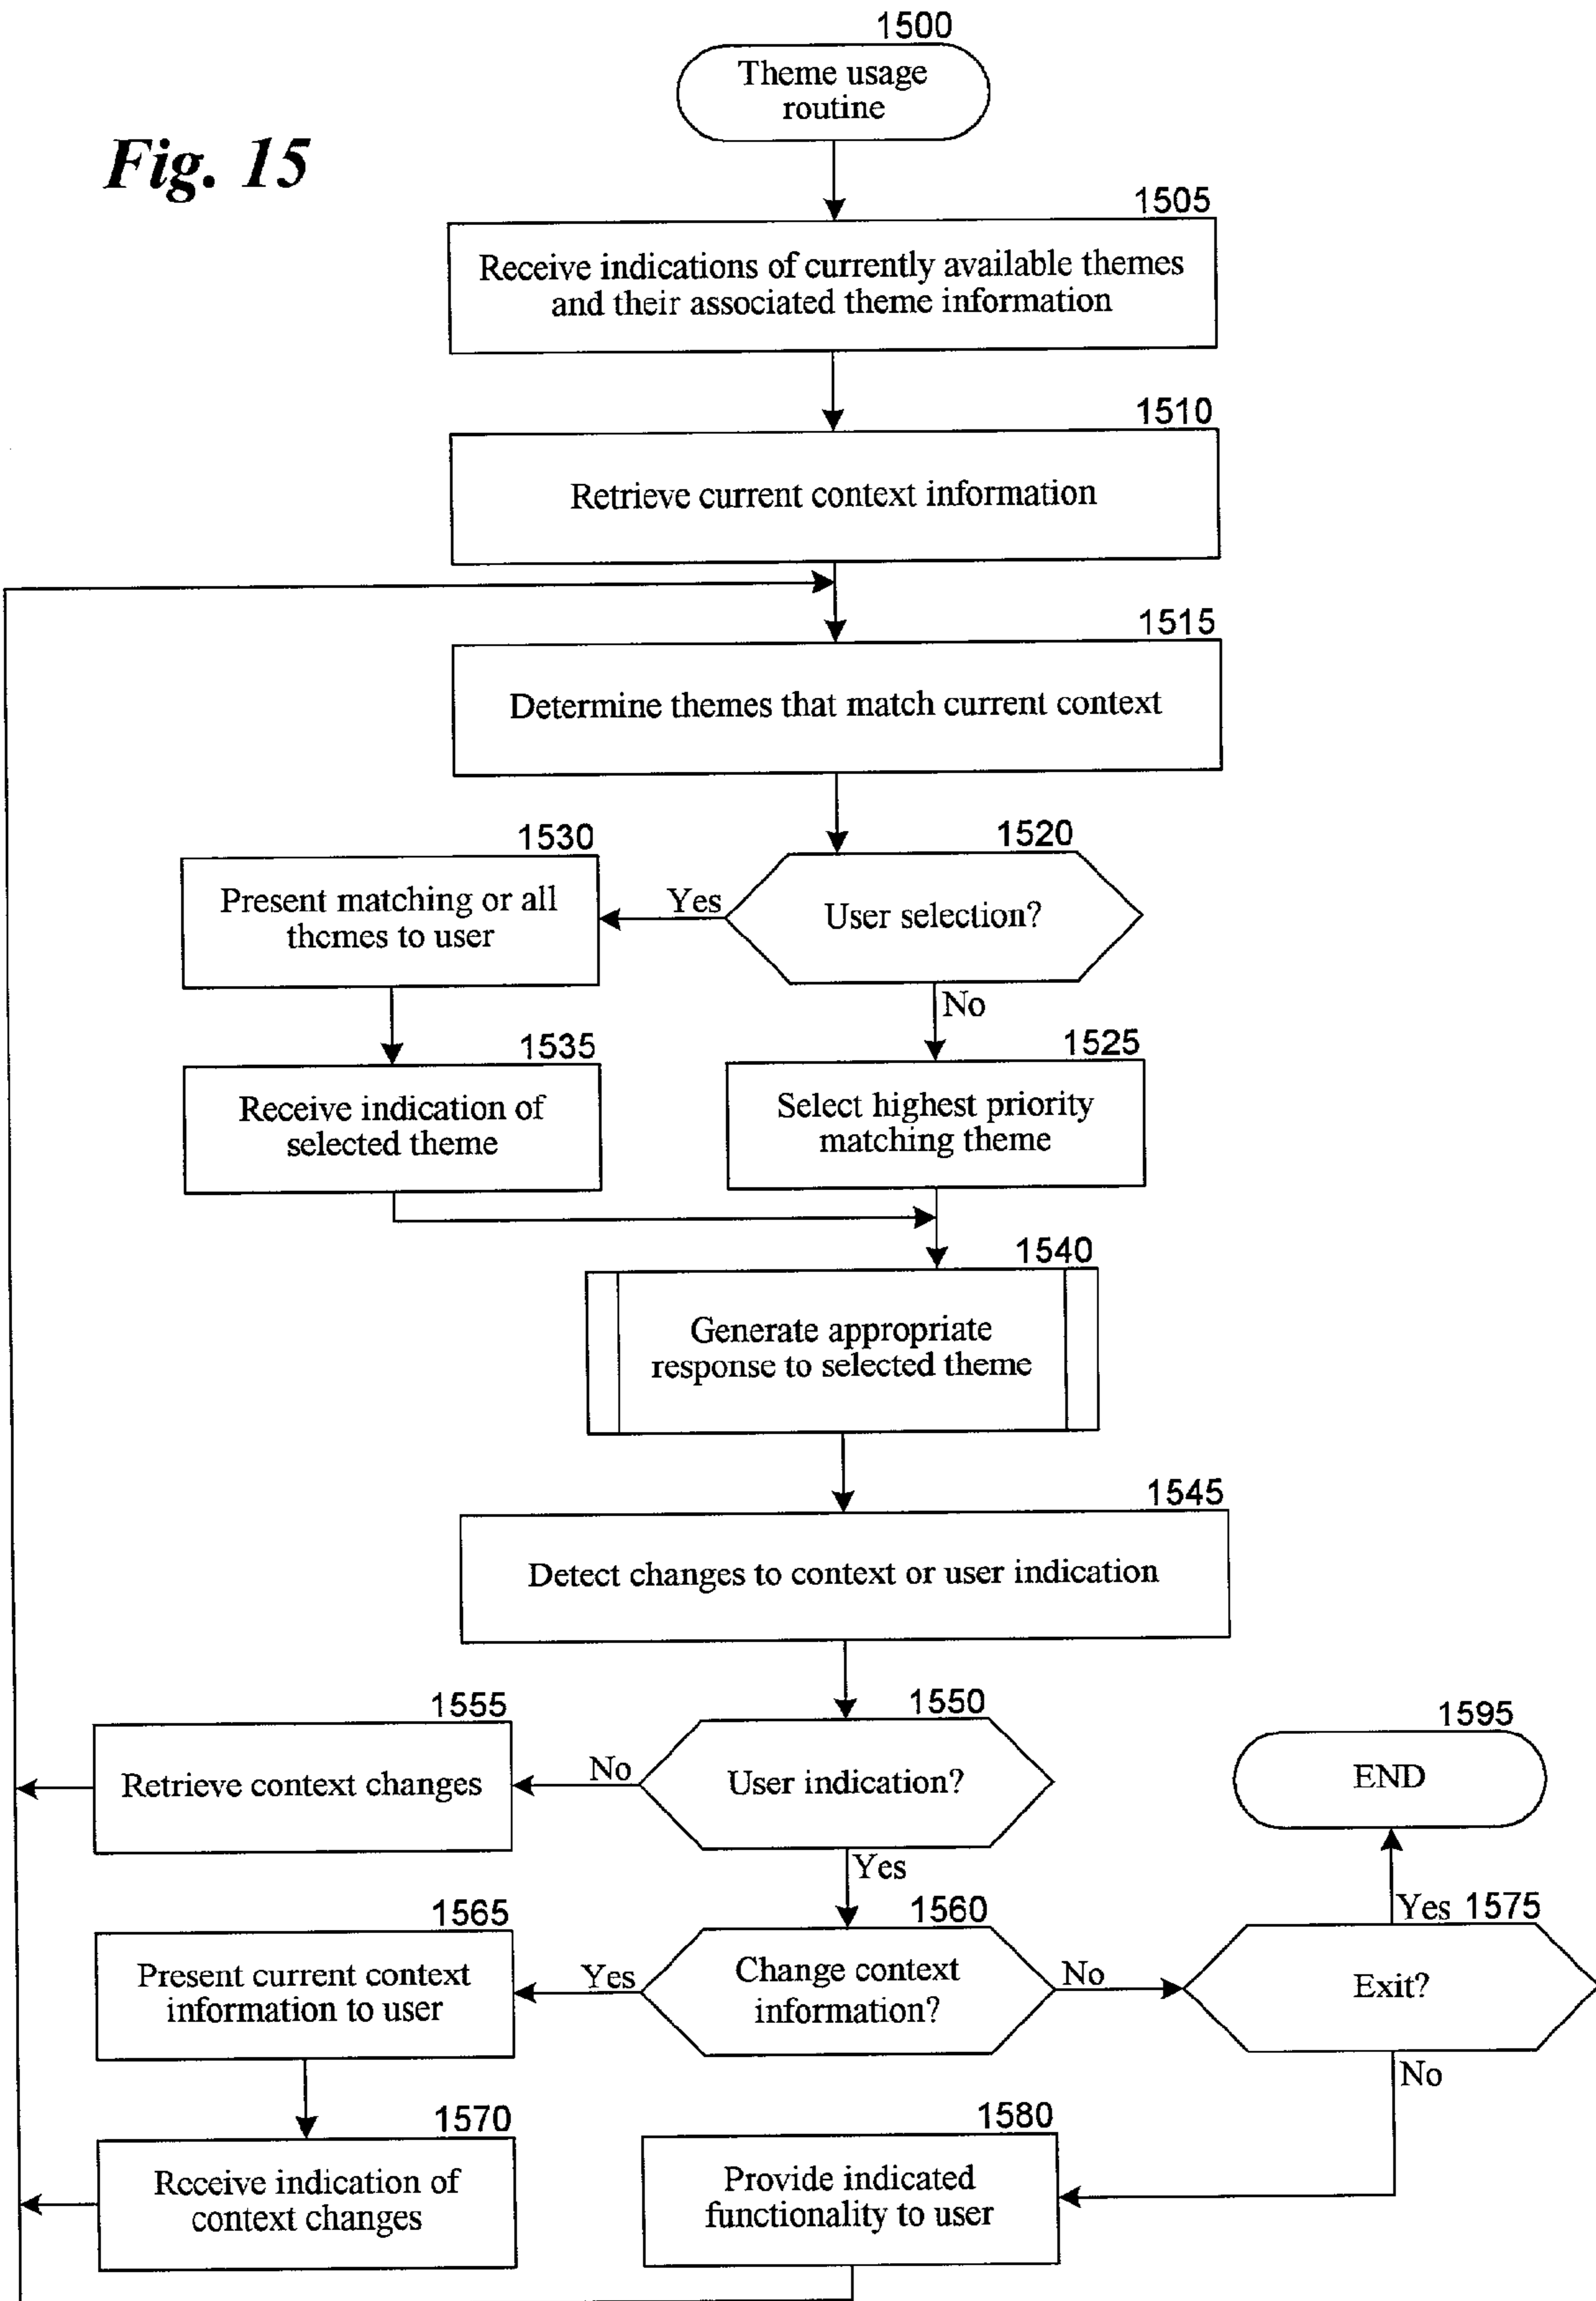 1500
Theme usage
routine
Fig. 15
1505
Receive indications of currently available themes
and their associated theme information
1510
Retrieve current context information
1515
Determine themes that match current context
1530
1520
Present matching or all
themes to user
Yes
User selection?
No
1535
1525
Receive indication of
selected theme
Select highest priority
matching theme
1540
Generate appropriate
response to selected theme
1545
Detect changes to context or user indication
1555
1550
1595
Retrieve context changes
No
User indication?
END
Yes
1565
1560
Yes 1575
Present current context
information to user
Yes
Change context
information?
No
Exit?
No
1570
1580
Receive indication of
context changes
Provide indicated
functionality to user